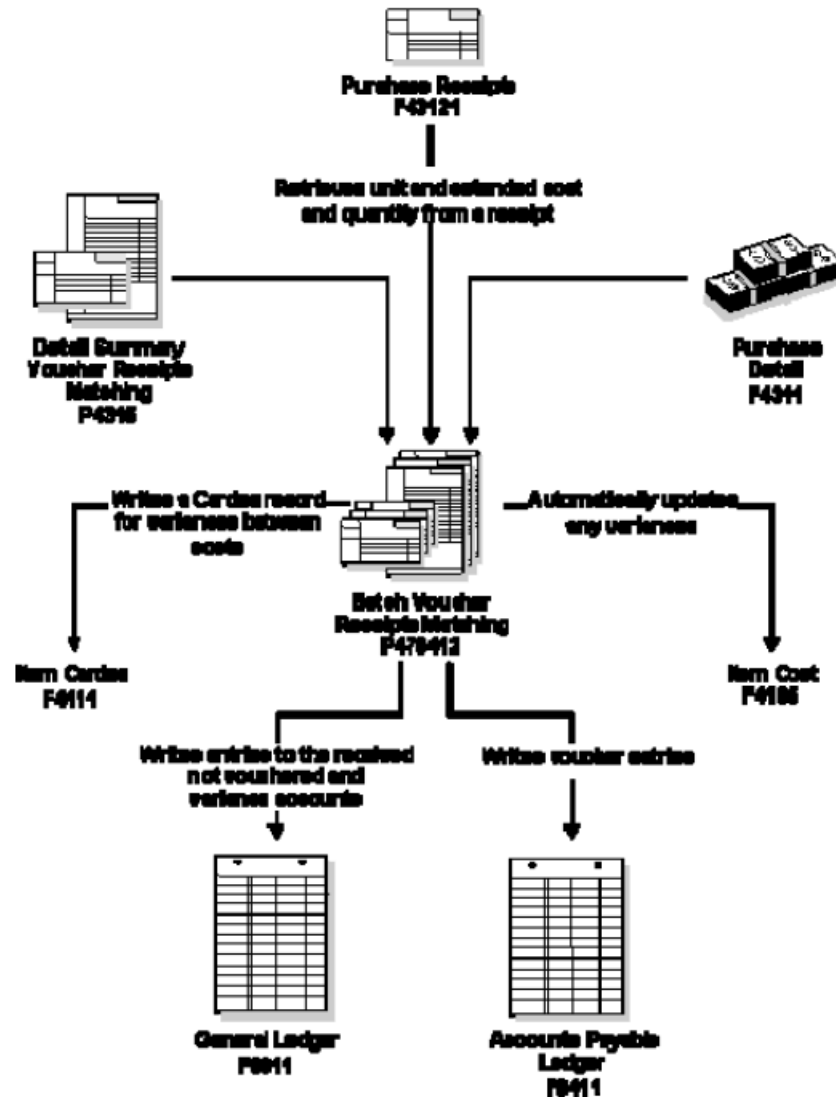 Purchase Receipts
F43121
Retrieves unit and extended cost
and quantity from a receipt
Detail Summary
Voucher Receipts
Matching
Purchase
Detail
F4311
Writes a Cardex record
for variances between
costs
Automatically updates
any variances
Batch Voucher
Receipts Matching
Item Cardex
F4111
Item Cost
Writes entries to the received
not vouchered and
variance accounts
Writes voucher entries
General Ledger
F0911
Accounts Payable
Ledger
F0411